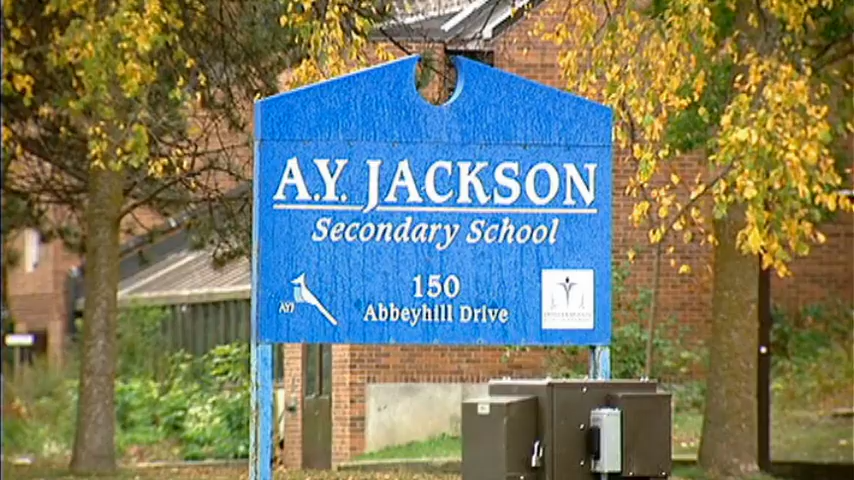 A.Y. JACKSON
Secondary School
150
Abbeyhill Drive
AYJ